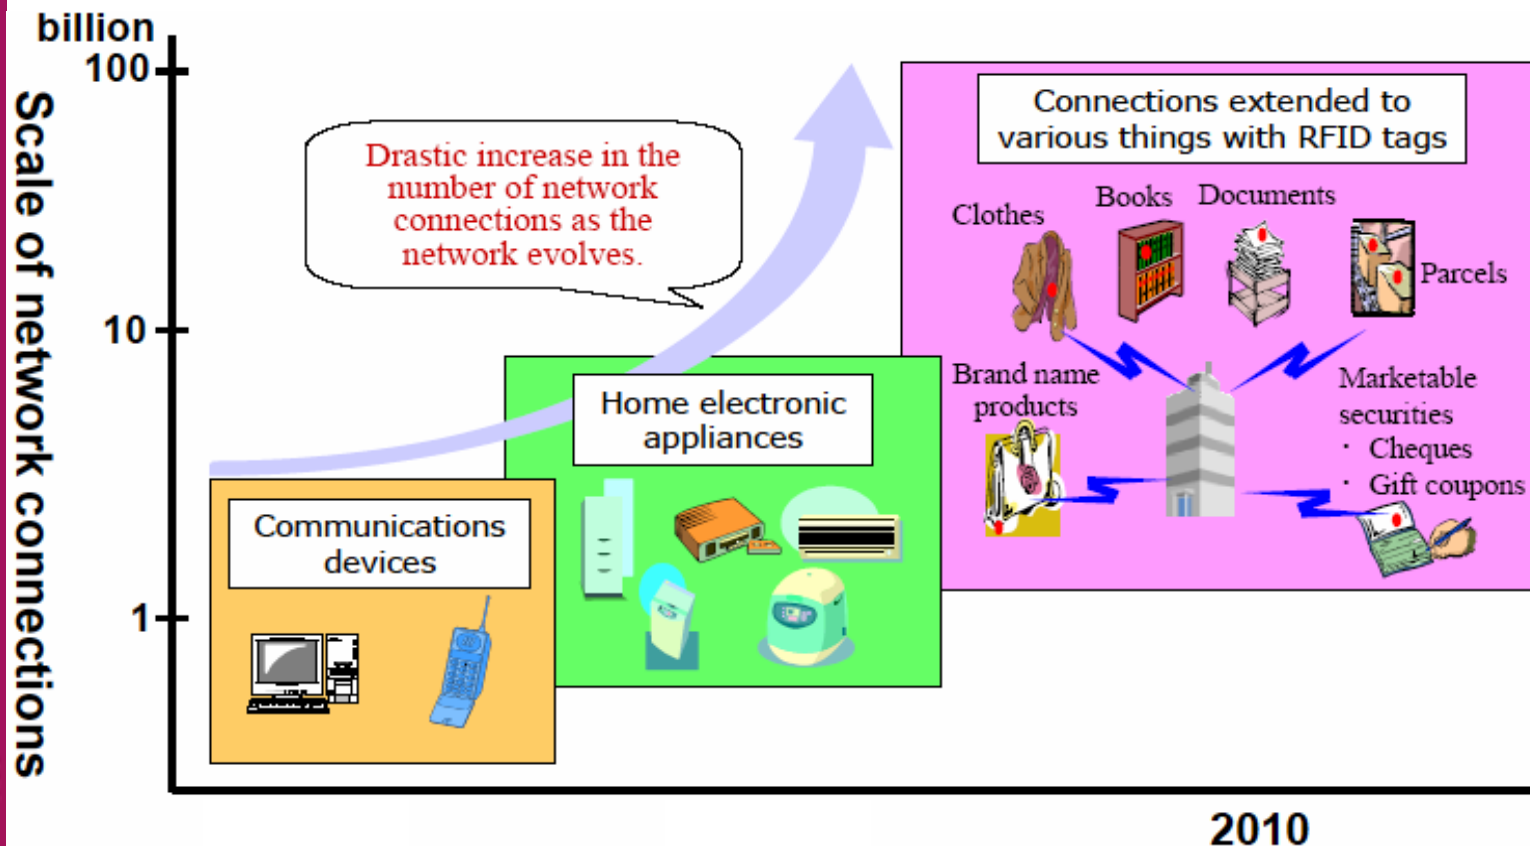 billion
100
10
1
Scale of network connections
Drastic increase in the
number of network
connections as the
network evolves.
Communications
devices
Home electronic
appliances
Connections extended to
various things with RFID tags
Clothes
Books
Documents
Parcels
Brand name
products
Marketable
securities
· Cheques
· Gift coupons
2010